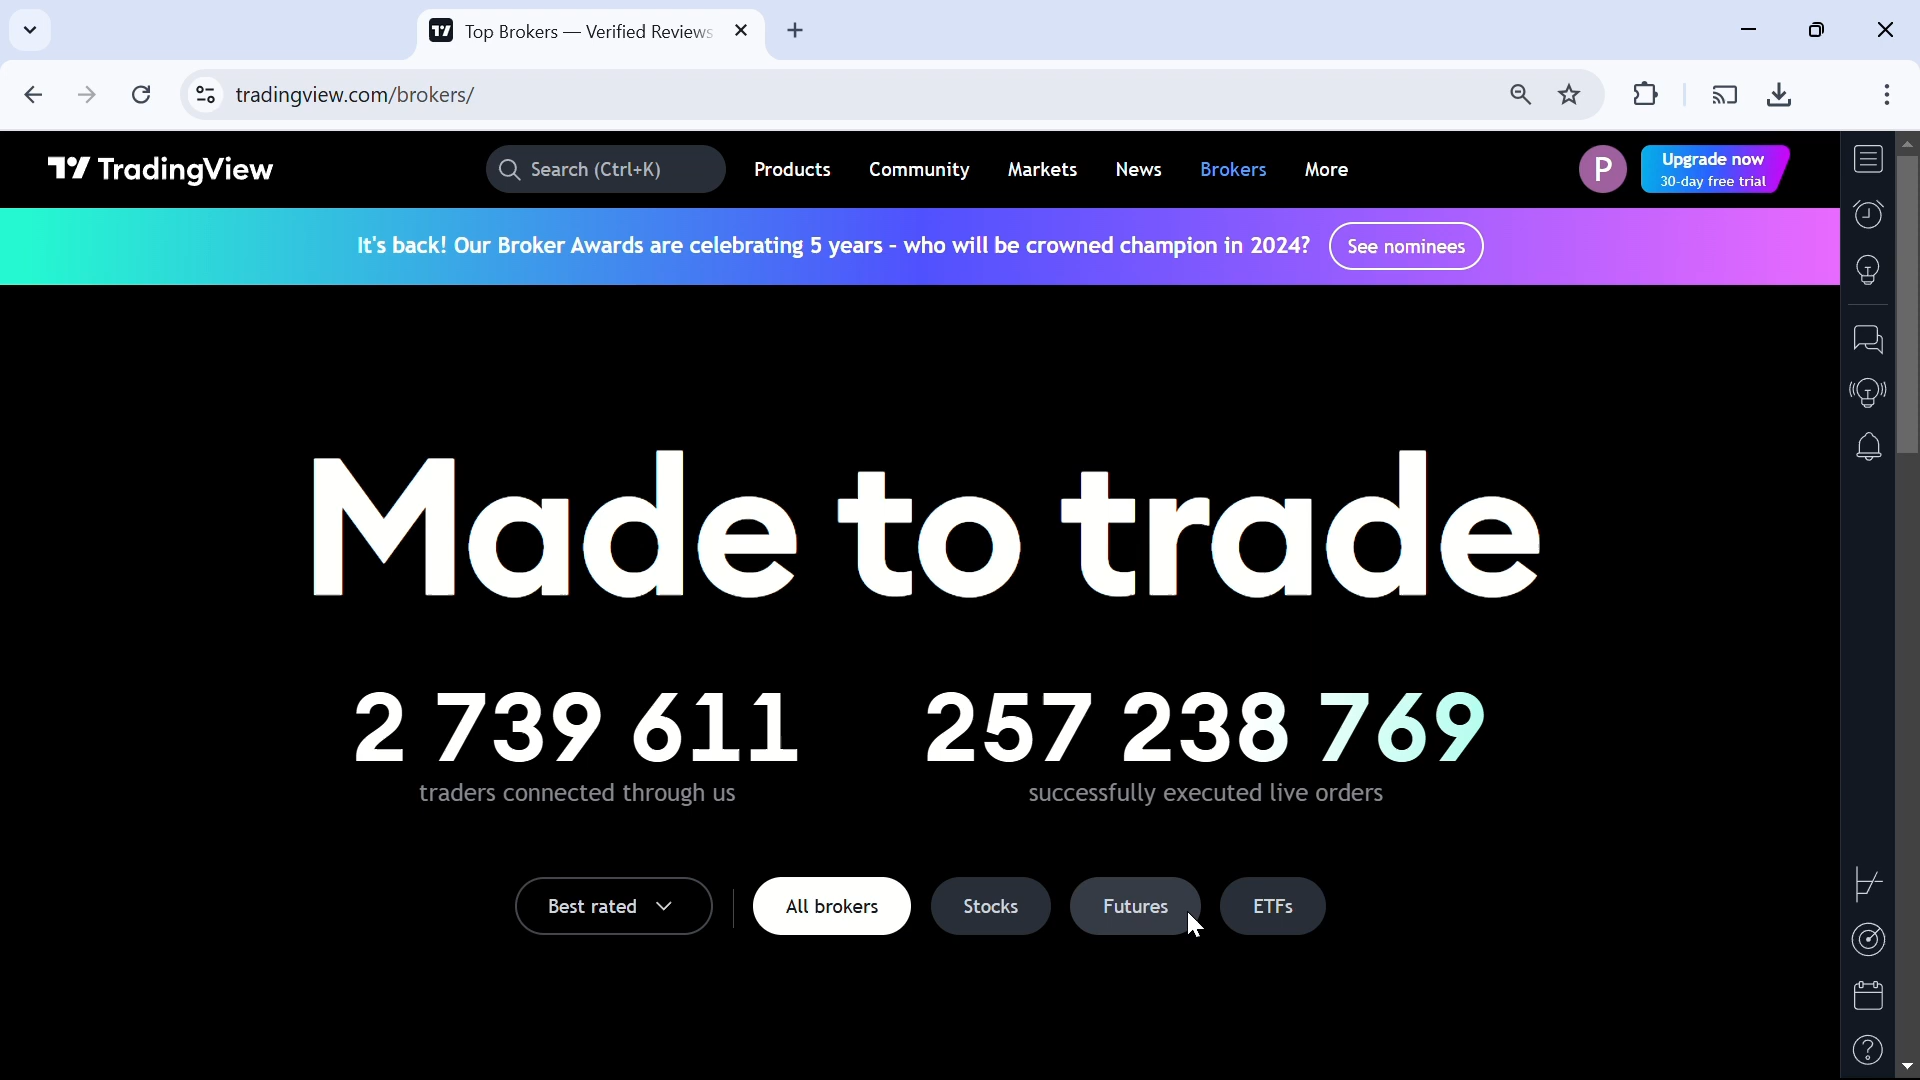 Top Brokers — Verified Reviews
tradingview.com/brokers/
TradingView
Search (Ctrl+K)
Products
Community
Markets
News
Brokers
More
P
Upgrade now
30-day free trial
It's back! Our Broker Awards are celebrating 5 years - who will be crowned champion in 2024?
See nominees
Made to trade
2 739 611
traders connected through us
257 238 769
successfully executed live orders
Best rated
All brokers
Stocks
Futures
ETFs